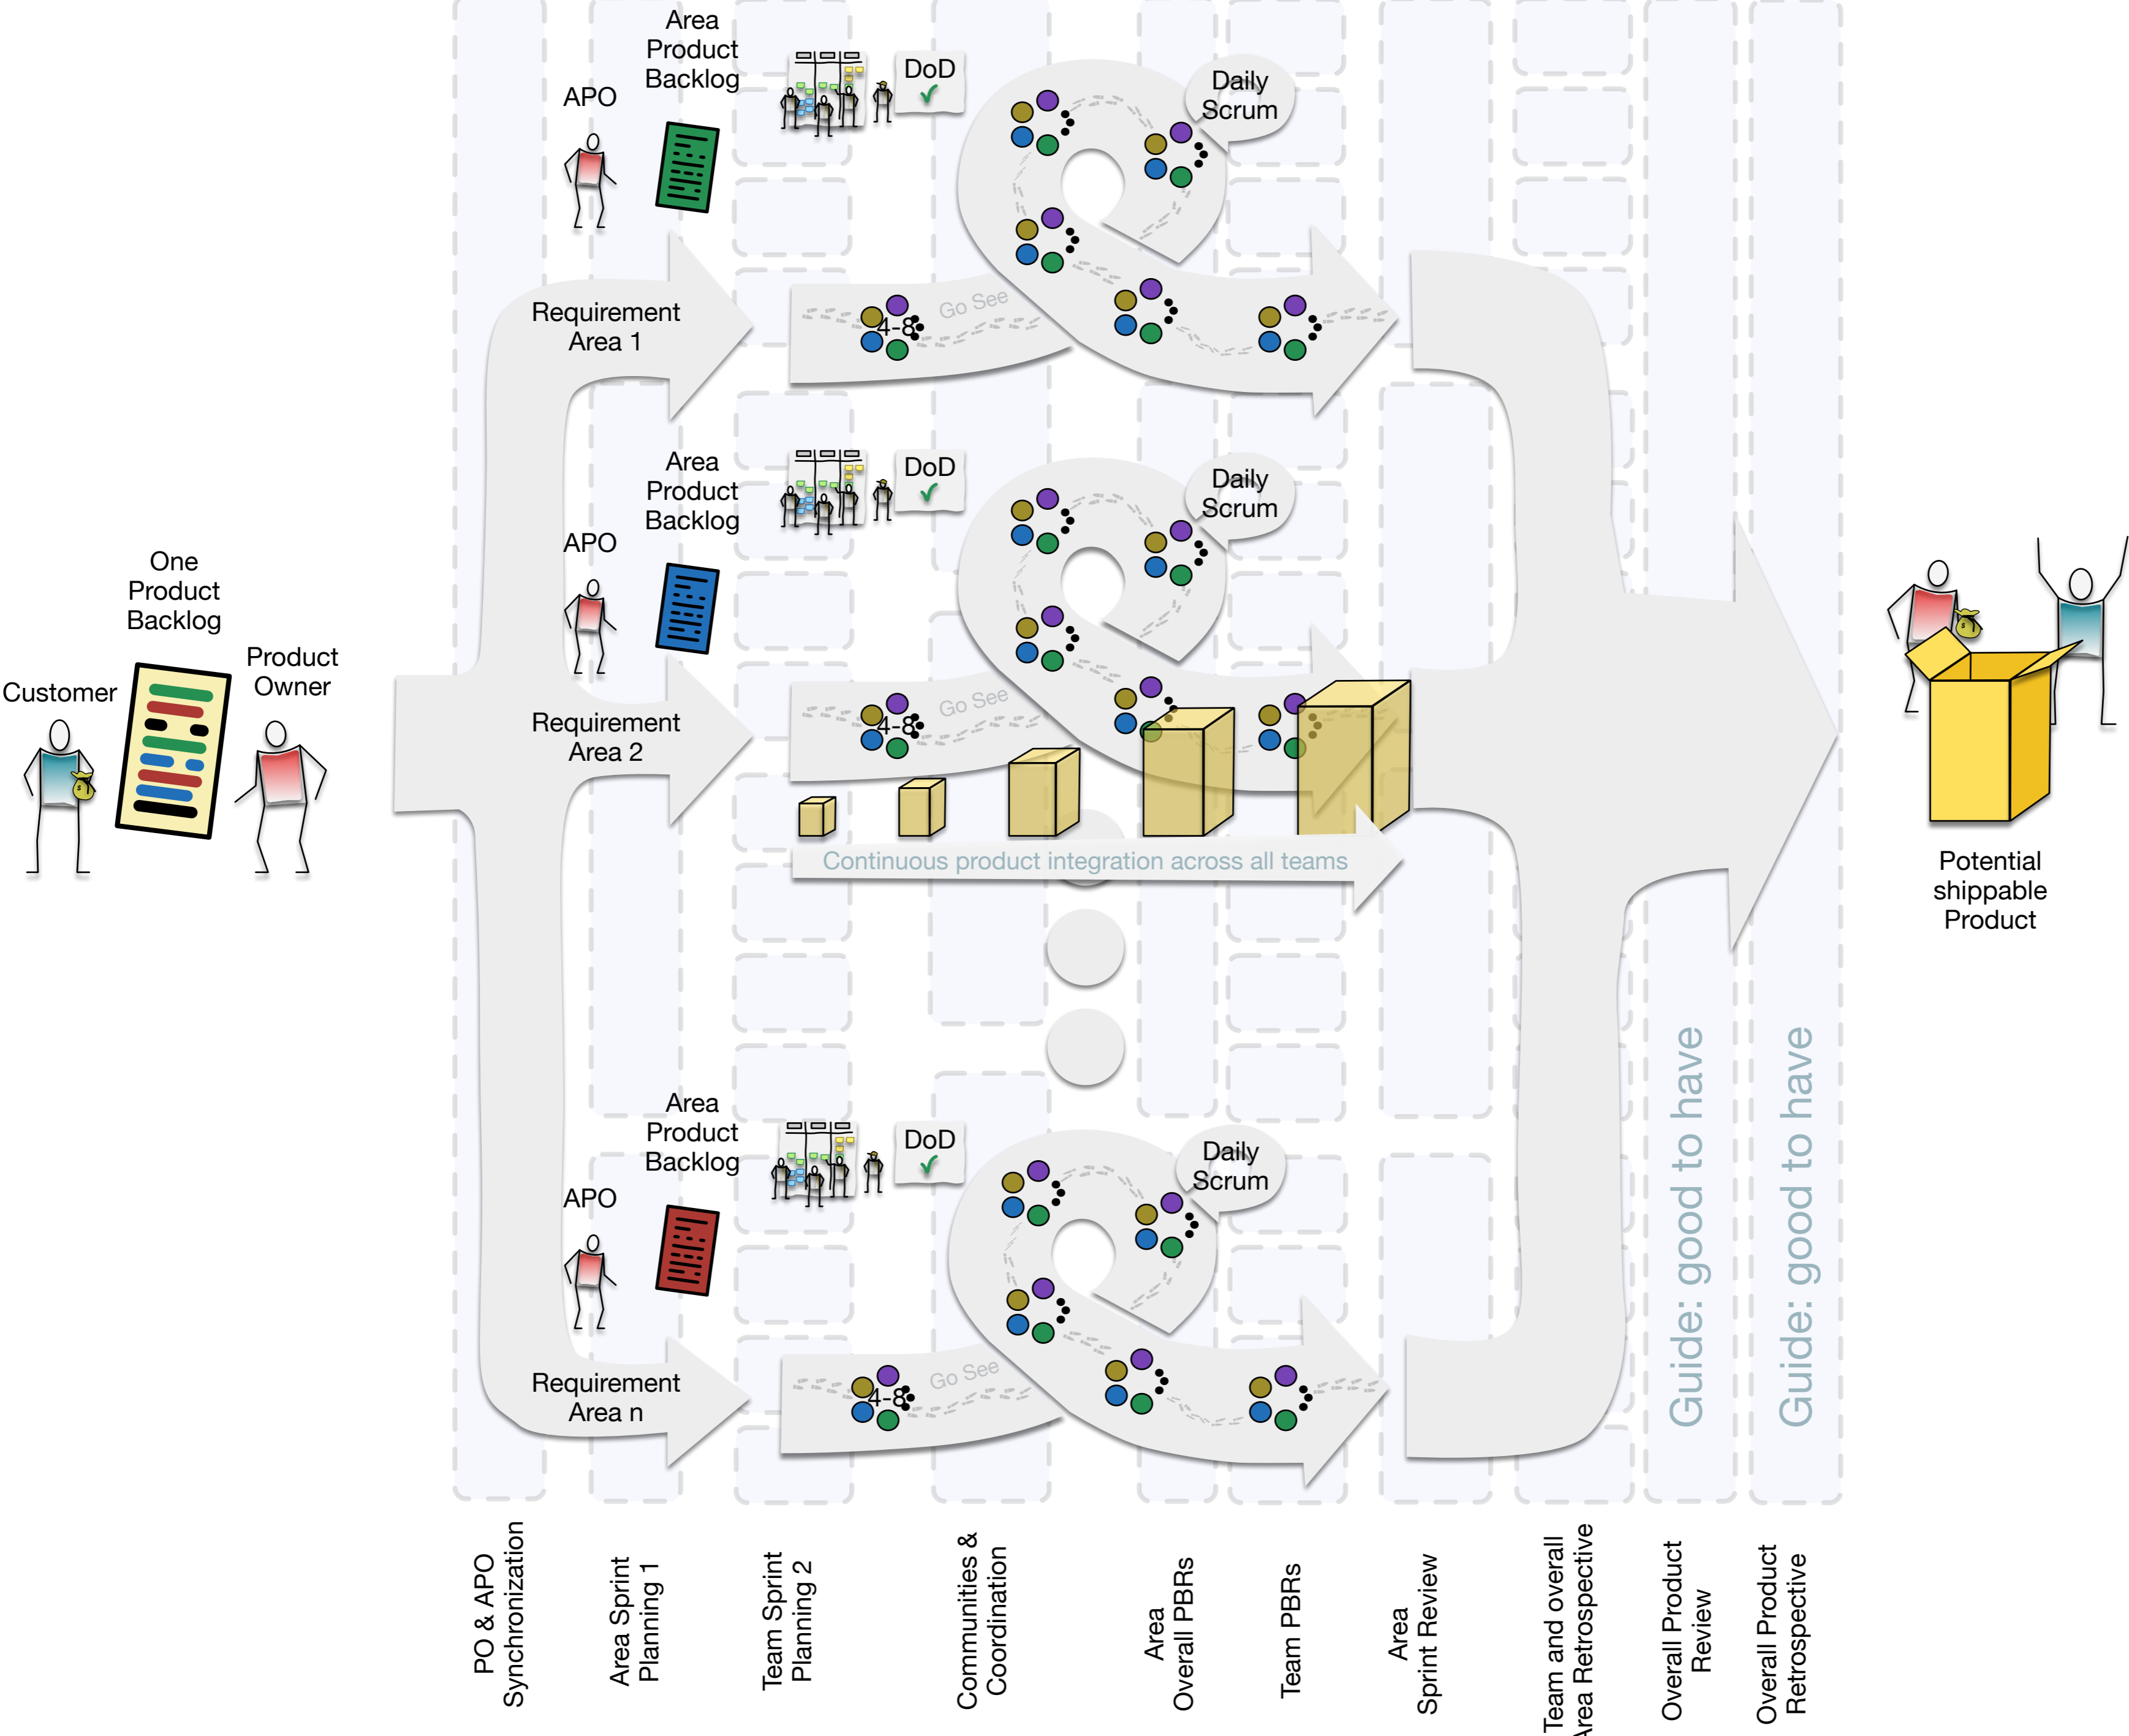 Area
Product
Backlog
APO
DoD
Daily
Scrum
Requirement
Area 1
4-8
Go See
Area
Product
Backlog
APO
DoD
Daily
Scrum
Requirement
Area 2
4-8
Go See
One
Product
Backlog
Customer
Product
Owner
Continuous product integration across all teams
Potential
shippable
Product
Area
Product
Backlog
APO
DoD
Daily
Scrum
Requirement
Area n
4-8
Go See
Guide: good to have
Guide: good to have
PO & APO
Synchronization
Area Sprint
Planning 1
Team Sprint
Planning 2
Communities &
Coordination
Area
Overall PBRs
Team PBRs
Area
Sprint Review
Team and overall
Area Retrospective
Overall Product
Review
Overall Product
Retrospective